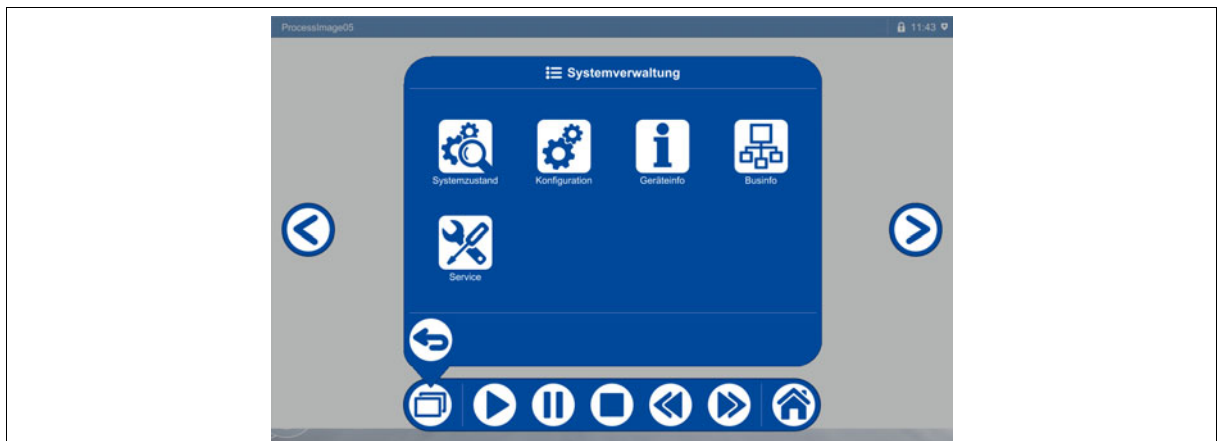 ProcessImage05
11:43
Systemverwaltung
Systemzustand
Konfiguration
Geräteinfo
Businfo
Service